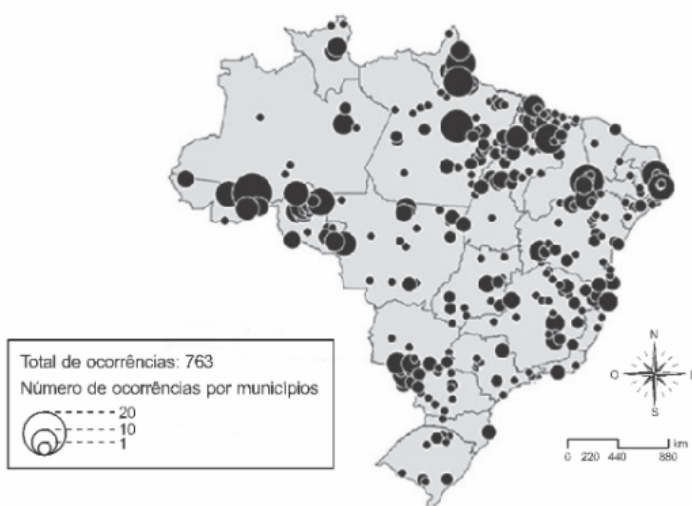 Total de ocorrências: 763
Número de ocorrências por municípios
20
10
1
N
O
L
S
km
0 220 440 880